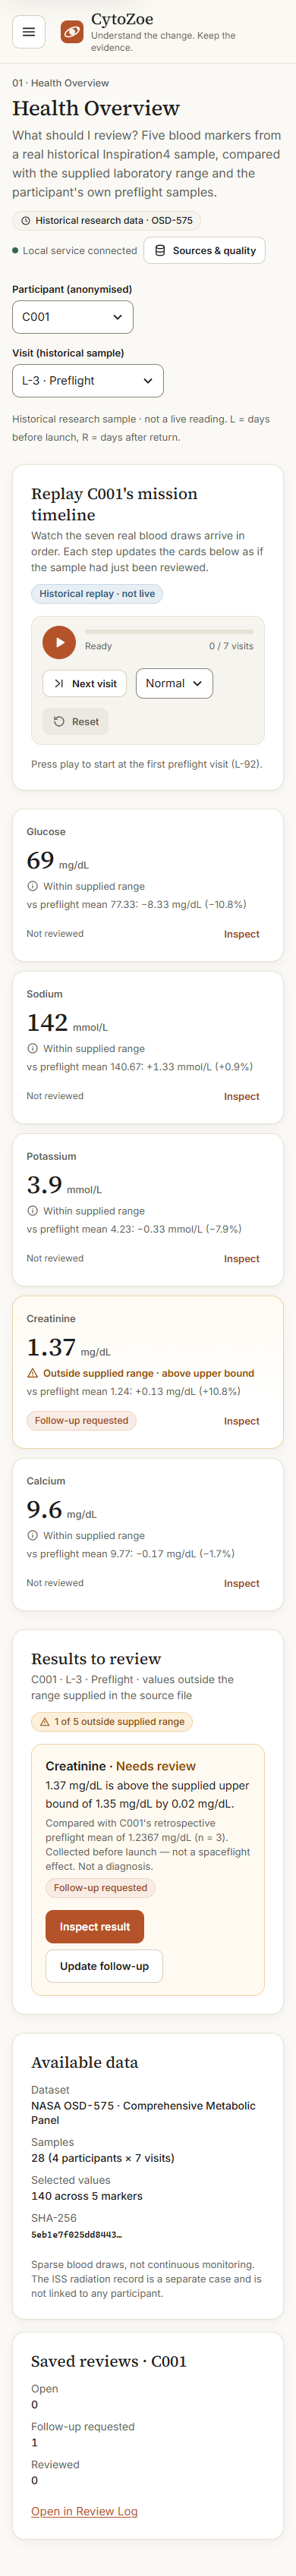 CytoZoe
Understand the change. Keep the
evidence.
01 · Health Overview
Health Overview
What should I review? Five blood markers from
a real historical Inspiration4 sample, compared
with the supplied laboratory range and the
participant's own preflight samples.
Historical research data · OSD-575
Local service connected
Sources & quality
Participant (anonymised)
C001
Visit (historical sample)
L-3 · Preflight
Historical research sample · not a live reading. L = days
before launch, R = days after return.
Replay C001's mission
timeline
Watch the seven real blood draws arrive in
order. Each step updates the cards below as if
the sample had just been reviewed.
Historical replay · not live
Ready
0 / 7 visits
Next visit
Normal
Reset
Press play to start at the first preflight visit (L-92).
Glucose
69 mg/dL
Within supplied range
vs preflight mean 77.33: −8.33 mg/dL (−10.8%)
Not reviewed
Inspect
Sodium
142 mmol/L
Within supplied range
vs preflight mean 140.67: +1.33 mmol/L (+0.9%)
Not reviewed
Inspect
Potassium
3.9 mmol/L
Within supplied range
vs preflight mean 4.23: −0.33 mmol/L (−7.9%)
Not reviewed
Inspect
Creatinine
1.37 mg/dL
Outside supplied range · above upper bound
vs preflight mean 1.24: +0.13 mg/dL (+10.8%)
Follow-up requested
Inspect
Calcium
9.6 mg/dL
Within supplied range
vs preflight mean 9.77: −0.17 mg/dL (−1.7%)
Not reviewed
Inspect
Results to review
C001 · L-3 · Preflight · values outside the
range supplied in the source file
1 of 5 outside supplied range
Creatinine · Needs review
1.37 mg/dL is above the supplied upper
bound of 1.35 mg/dL by 0.02 mg/dL.
Compared with C001's retrospective
preflight mean of 1.2367 mg/dL (n = 3).
Collected before launch — not a spaceflight
effect. Not a diagnosis.
Follow-up requested
Inspect result
Update follow-up
Available data
Dataset
NASA OSD-575 · Comprehensive Metabolic
Panel
Samples
28 (4 participants × 7 visits)
Selected values
140 across 5 markers
SHA-256
5eb1e7f025dd8443…
Sparse blood draws, not continuous monitoring.
The ISS radiation record is a separate case and is
not linked to any participant.
Saved reviews · C001
Open
0
Follow-up requested
1
Reviewed
0
Open in Review Log